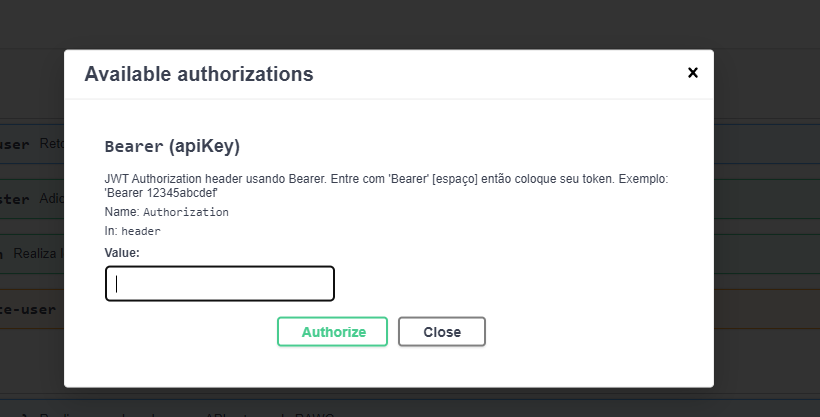 Available authorizations
×
user Reto
Bearer (apiKey)
JWT Authorization header usando Bearer. Entre com 'Bearer' [espaço] então coloque seu token. Exemplo:
'Bearer 12345abcdef'
ster Adic
Name: Authorization
In: header
Realiza
Value:
te-user
Authorize
Close